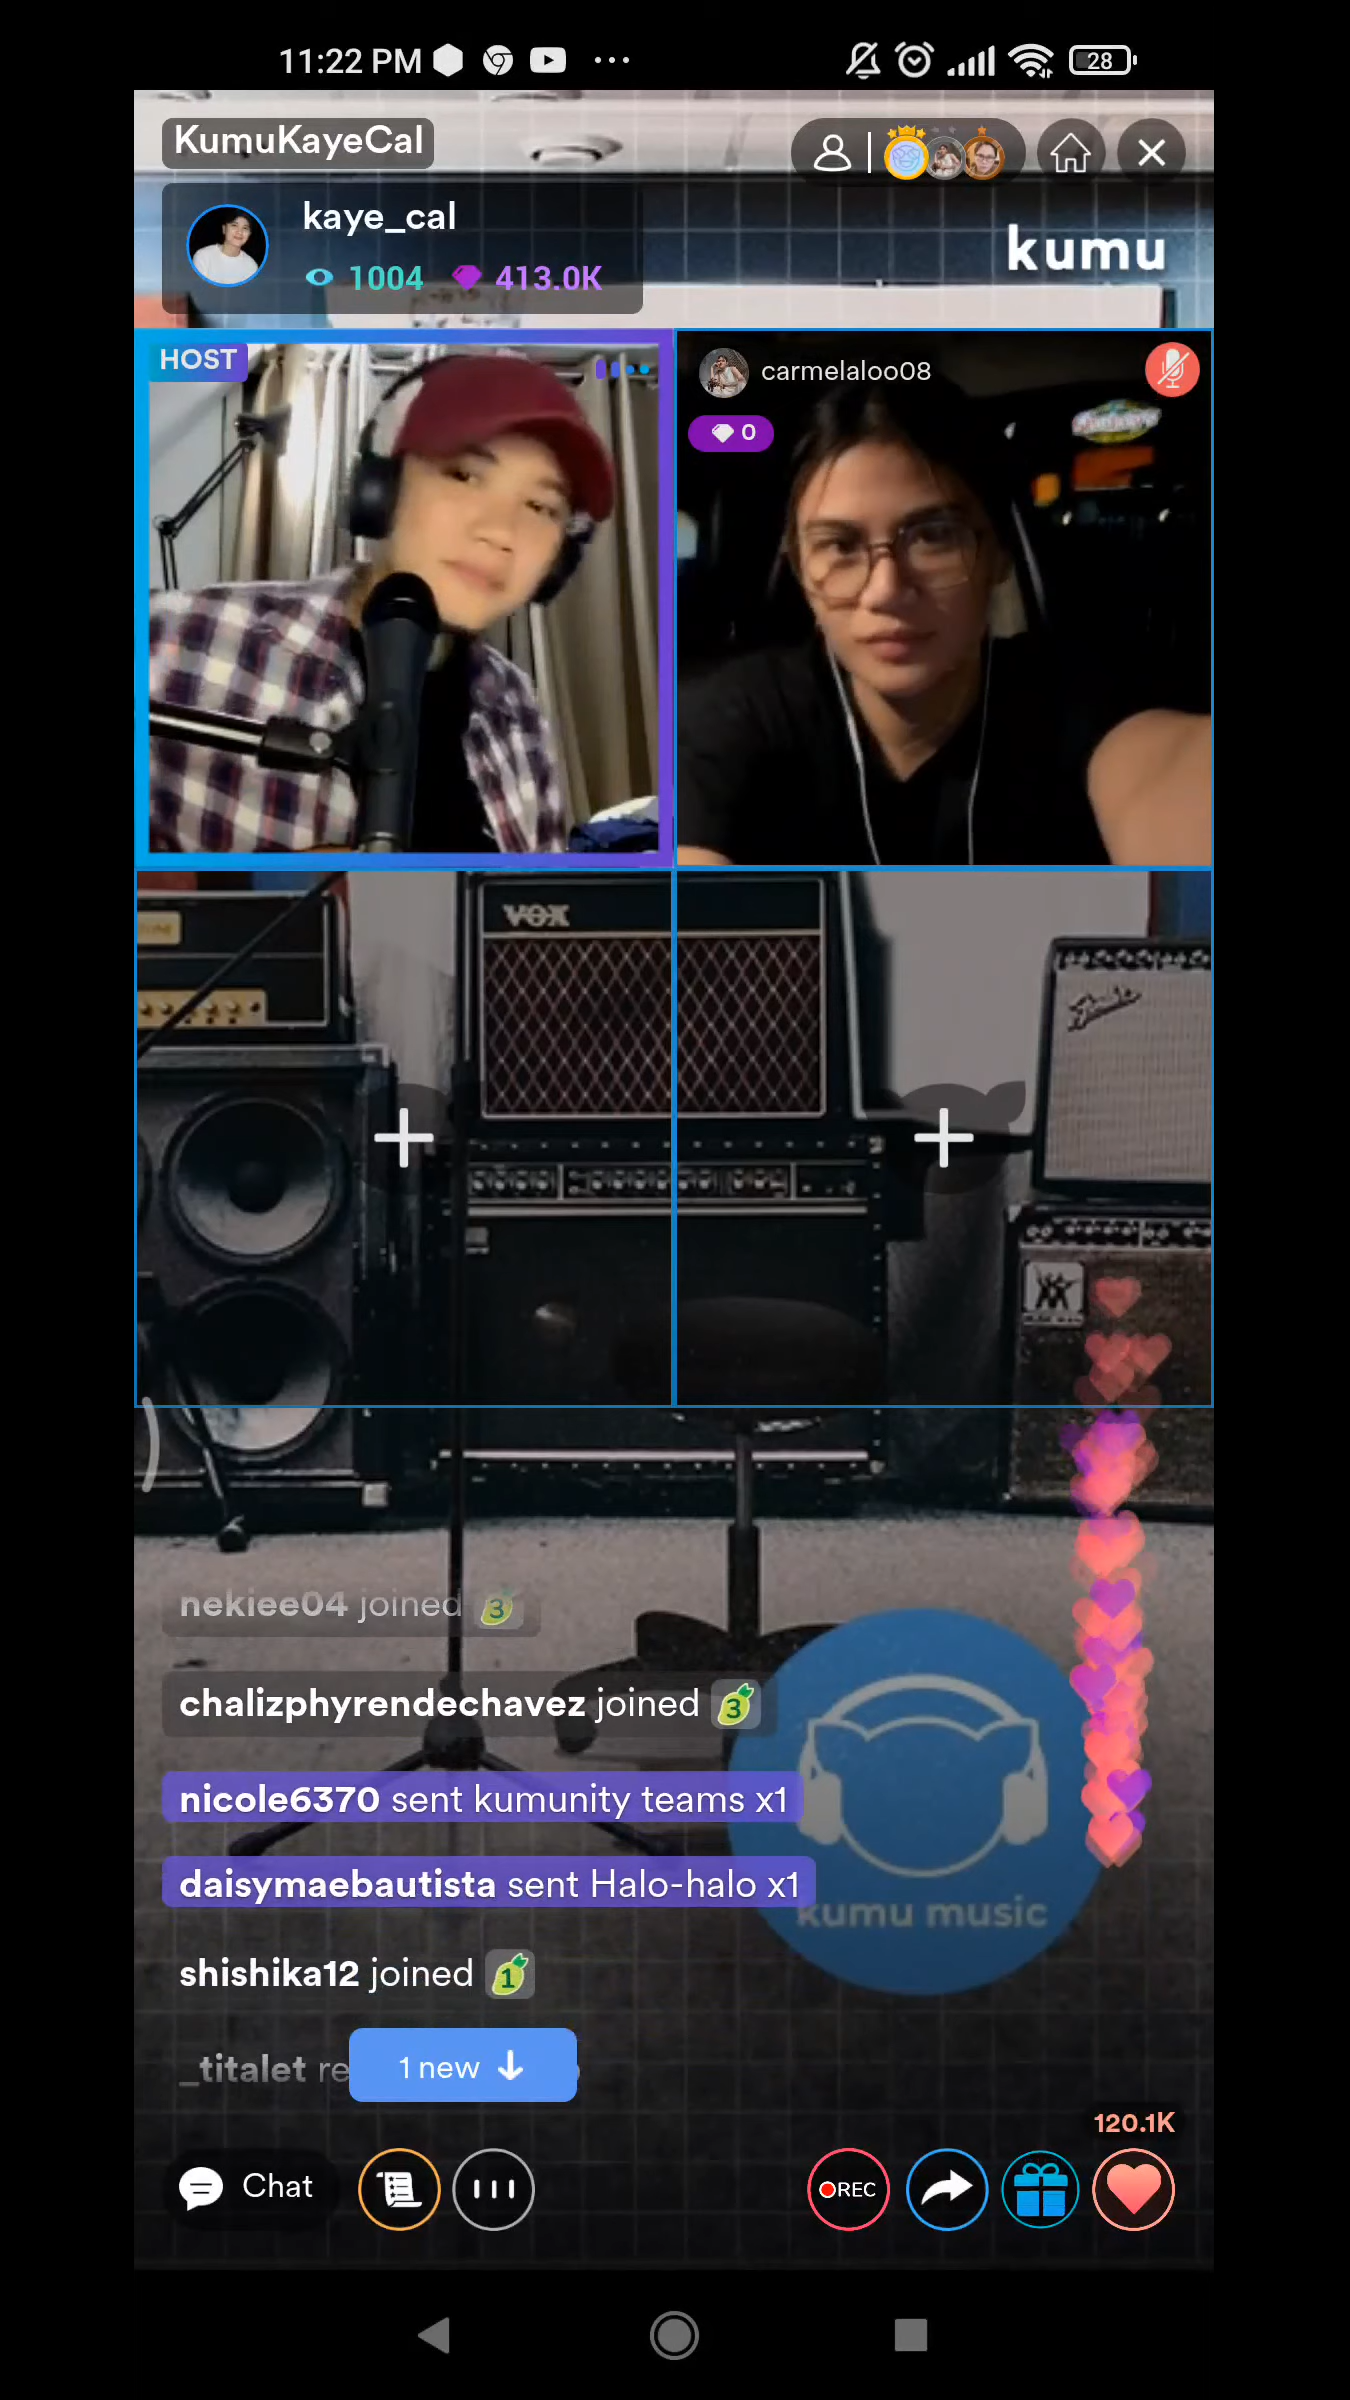 11:22 PM
28
KumuKayeCal
kaye_cal
1004 413.0K
kumu
HOST
carmelaloo08
0
VOX
Fender
nekiee04 joined 3
chalizphyrendechavez joined 3
nicole6370 sent kumunity teams x1
daisymaebautista sent Halo-halo x1
kumu music
shishika12 joined 1
_titalet re
1 new
120.1K
Chat
REC